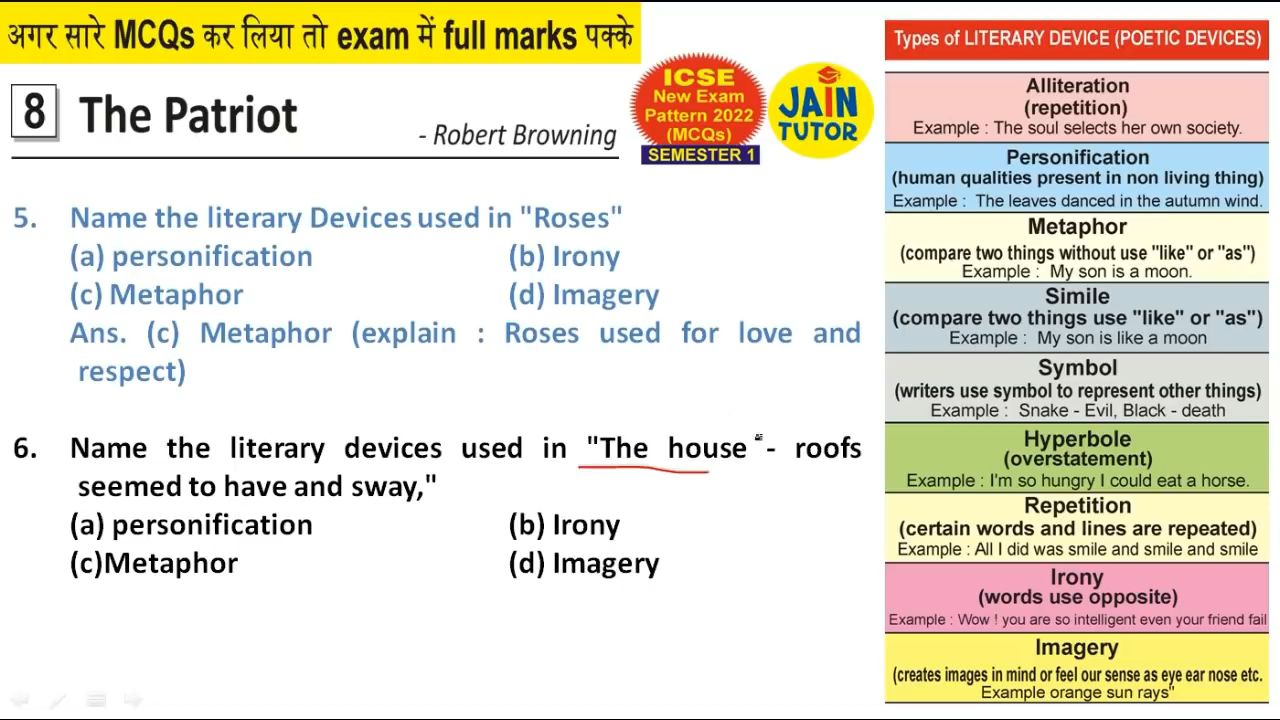 अगर सारे MCQs कर लिया तो exam में full marks पक्के
8 The Patriot
- Robert Browning
ICSE
New Exam
Pattern 2022
(MCQs)
SEMESTER 1
JAIN
TUTOR
5. Name the literary Devices used in "Roses"
(a) personification (b) Irony
(c) Metaphor (d) Imagery
Ans. (c) Metaphor (explain : Roses used for love and
respect)
6. Name the literary devices used in "The house - roofs
seemed to have and sway,"
(a) personification (b) Irony
(c)Metaphor (d) Imagery
Types of LITERARY DEVICE (POETIC DEVICES)
Alliteration
(repetition)
Example : The soul selects her own society.
Personification
(human qualities present in non living thing)
Example : The leaves danced in the autumn wind.
Metaphor
(compare two things without use "like" or "as")
Example : My son is a moon.
Simile
(compare two things use "like" or "as")
Example : My son is like a moon
Symbol
(writers use symbol to represent other things)
Example : Snake - Evil, Black - death
Hyperbole
(overstatement)
Example : I'm so hungry I could eat a horse.
Repetition
(certain words and lines are repeated)
Example : All I did was smile and smile and smile
Irony
(words use opposite)
Example : Wow ! you are so intelligent even your friend fail
Imagery
(creates images in mind or feel our sense as eye ear nose etc.
Example orange sun rays"